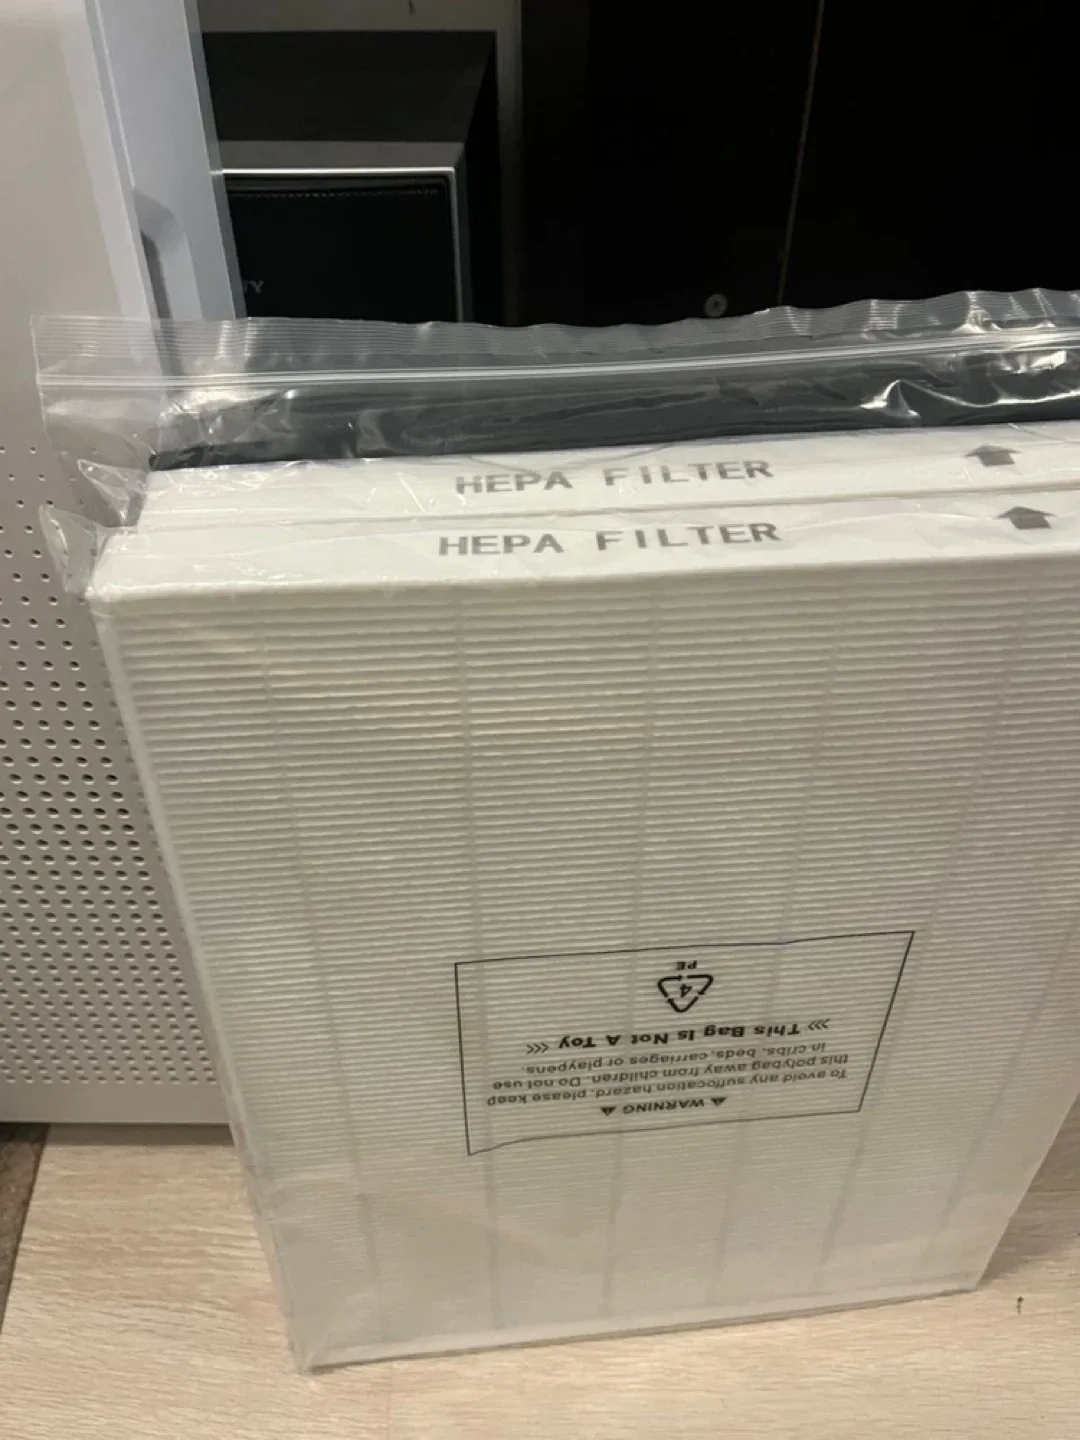 HEPA FILTER
HEPA FILTER
⚠ WARNING ⚠
To avoid any suffocation hazard, please keep
this polybag away from children. Do not use
in cribs, beds, carriages or playpens.
>>> This Bag Is Not A Toy <<<
4
PE